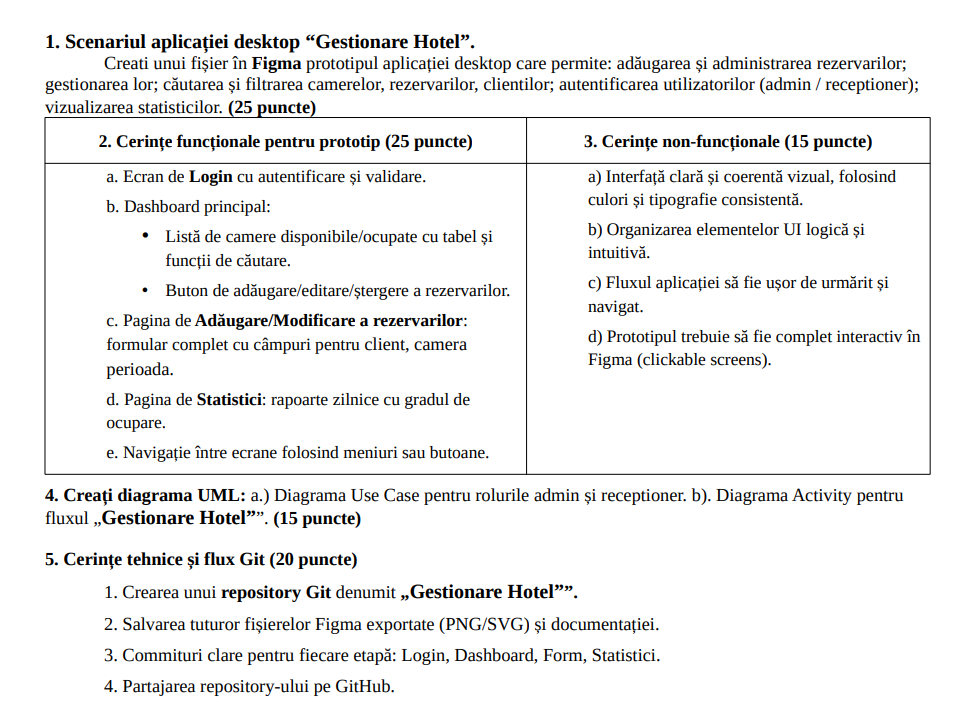 1. Scenariul aplicației desktop “Gestionare Hotel”.
Creati unui fișier în Figma prototipul aplicației desktop care permite: adăugarea și administrarea rezervarilor;
gestionarea lor; căutarea și filtrarea camerelor, rezervarilor, clientilor; autentificarea utilizatorilor (admin / receptioner);
vizualizarea statisticilor. (25 puncte)
2. Cerințe funcționale pentru prototip (25 puncte)
a. Ecran de Login cu autentificare și validare.
b. Dashboard principal:
• Listă de camere disponibile/ocupate cu tabel și
funcții de căutare.
• Buton de adăugare/editare/ștergere a rezervarilor.
c. Pagina de Adăugare/Modificare a rezervarilor:
formular complet cu câmpuri pentru client, camera
perioada.
d. Pagina de Statistici: rapoarte zilnice cu gradul de
ocupare.
e. Navigație între ecrane folosind meniuri sau butoane.
3. Cerințe non-funcționale (15 puncte)
a) Interfață clară și coerentă vizual, folosind
culori și tipografie consistentă.
b) Organizarea elementelor UI logică și
intuitivă.
c) Fluxul aplicației să fie ușor de urmărit și
navigat.
d) Prototipul trebuie să fie complet interactiv în
Figma (clickable screens).
4. Creați diagrama UML: a.) Diagrama Use Case pentru rolurile admin și receptioner. b). Diagrama Activity pentru
fluxul „Gestionare Hotel””. (15 puncte)
5. Cerințe tehnice și flux Git (20 puncte)
1. Crearea unui repository Git denumit „Gestionare Hotel””.
2. Salvarea tuturor fișierelor Figma exportate (PNG/SVG) și documentației.
3. Commituri clare pentru fiecare etapă: Login, Dashboard, Form, Statistici.
4. Partajarea repository-ului pe GitHub.